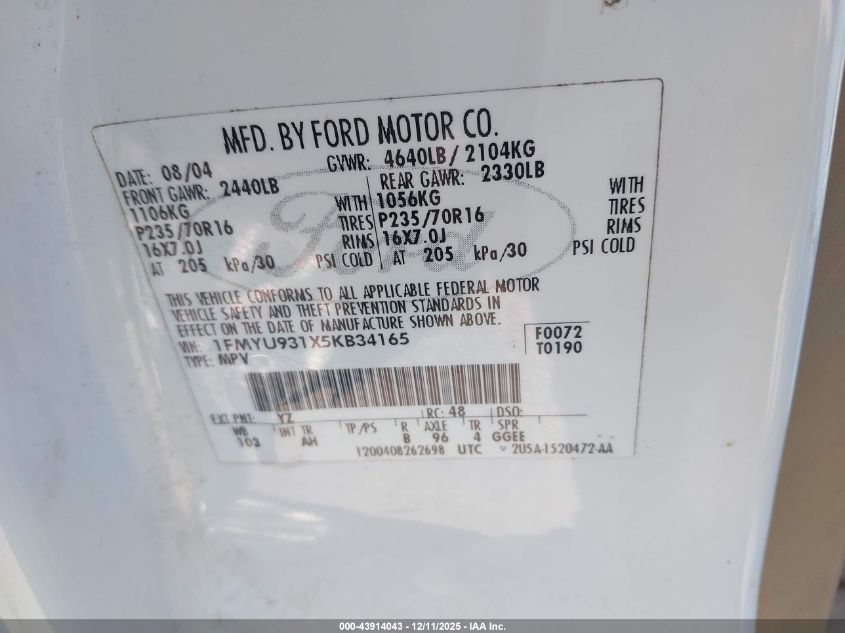 MFD. BY FORD MOTOR CO.
DATE: 08/04 GVWR: 4640LB / 2104KG
FRONT GAWR: 2440LB REAR GAWR: 2330LB
1106KG WITH 1056KG WITH
P235/70R16 TIRES P235/70R16 TIRES
16X7.0J RIMS 16X7.0J RIMS
AT 205 kPa/30 PSI COLD AT 205 kPa/30 PSI COLD
Ford
THIS VEHICLE CONFORMS TO ALL APPLICABLE FEDERAL MOTOR
VEHICLE SAFETY AND THEFT PREVENTION STANDARDS IN
EFFECT ON THE DATE OF MANUFACTURE SHOWN ABOVE.
VIN: 1FMYU931X5KB34165 F0072
TYPE: MPV T0190
EXT PNT: YZ RC: 48 DSO:
WB INT TR TP/PS R AXLE TR SPR
103 AH B 96 4 GGEE
1200408262698 UTC 2U5A-1520472-AA
000-43914043 - 12/11/2025 - IAA Inc.